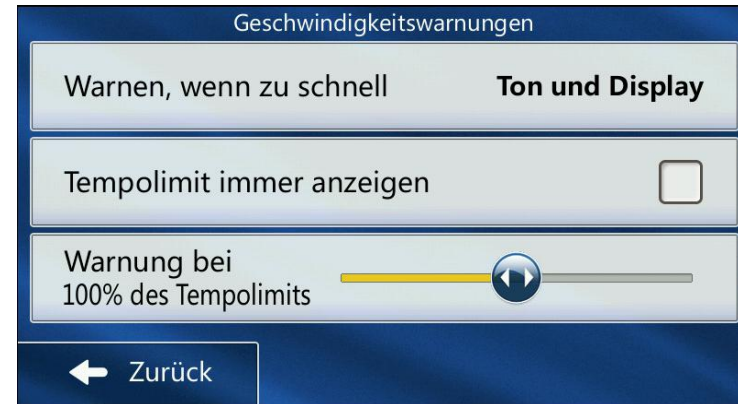 Geschwindigkeitswarnungen
Warnen, wenn zu schnell Ton und Display
Tempolimit immer anzeigen
Warnung bei
100% des Tempolimits
Zurück